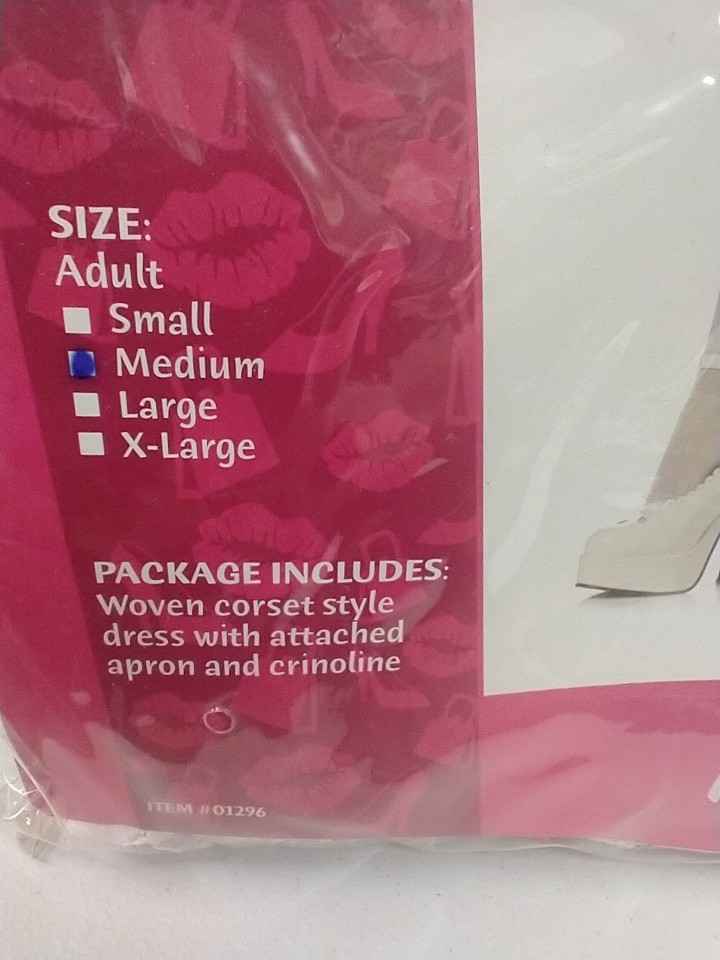 SIZE:
Adult
Small
Medium
Large
X-Large
PACKAGE INCLUDES:
Woven corset style
dress with attached
apron and crinoline
ITEM #01296